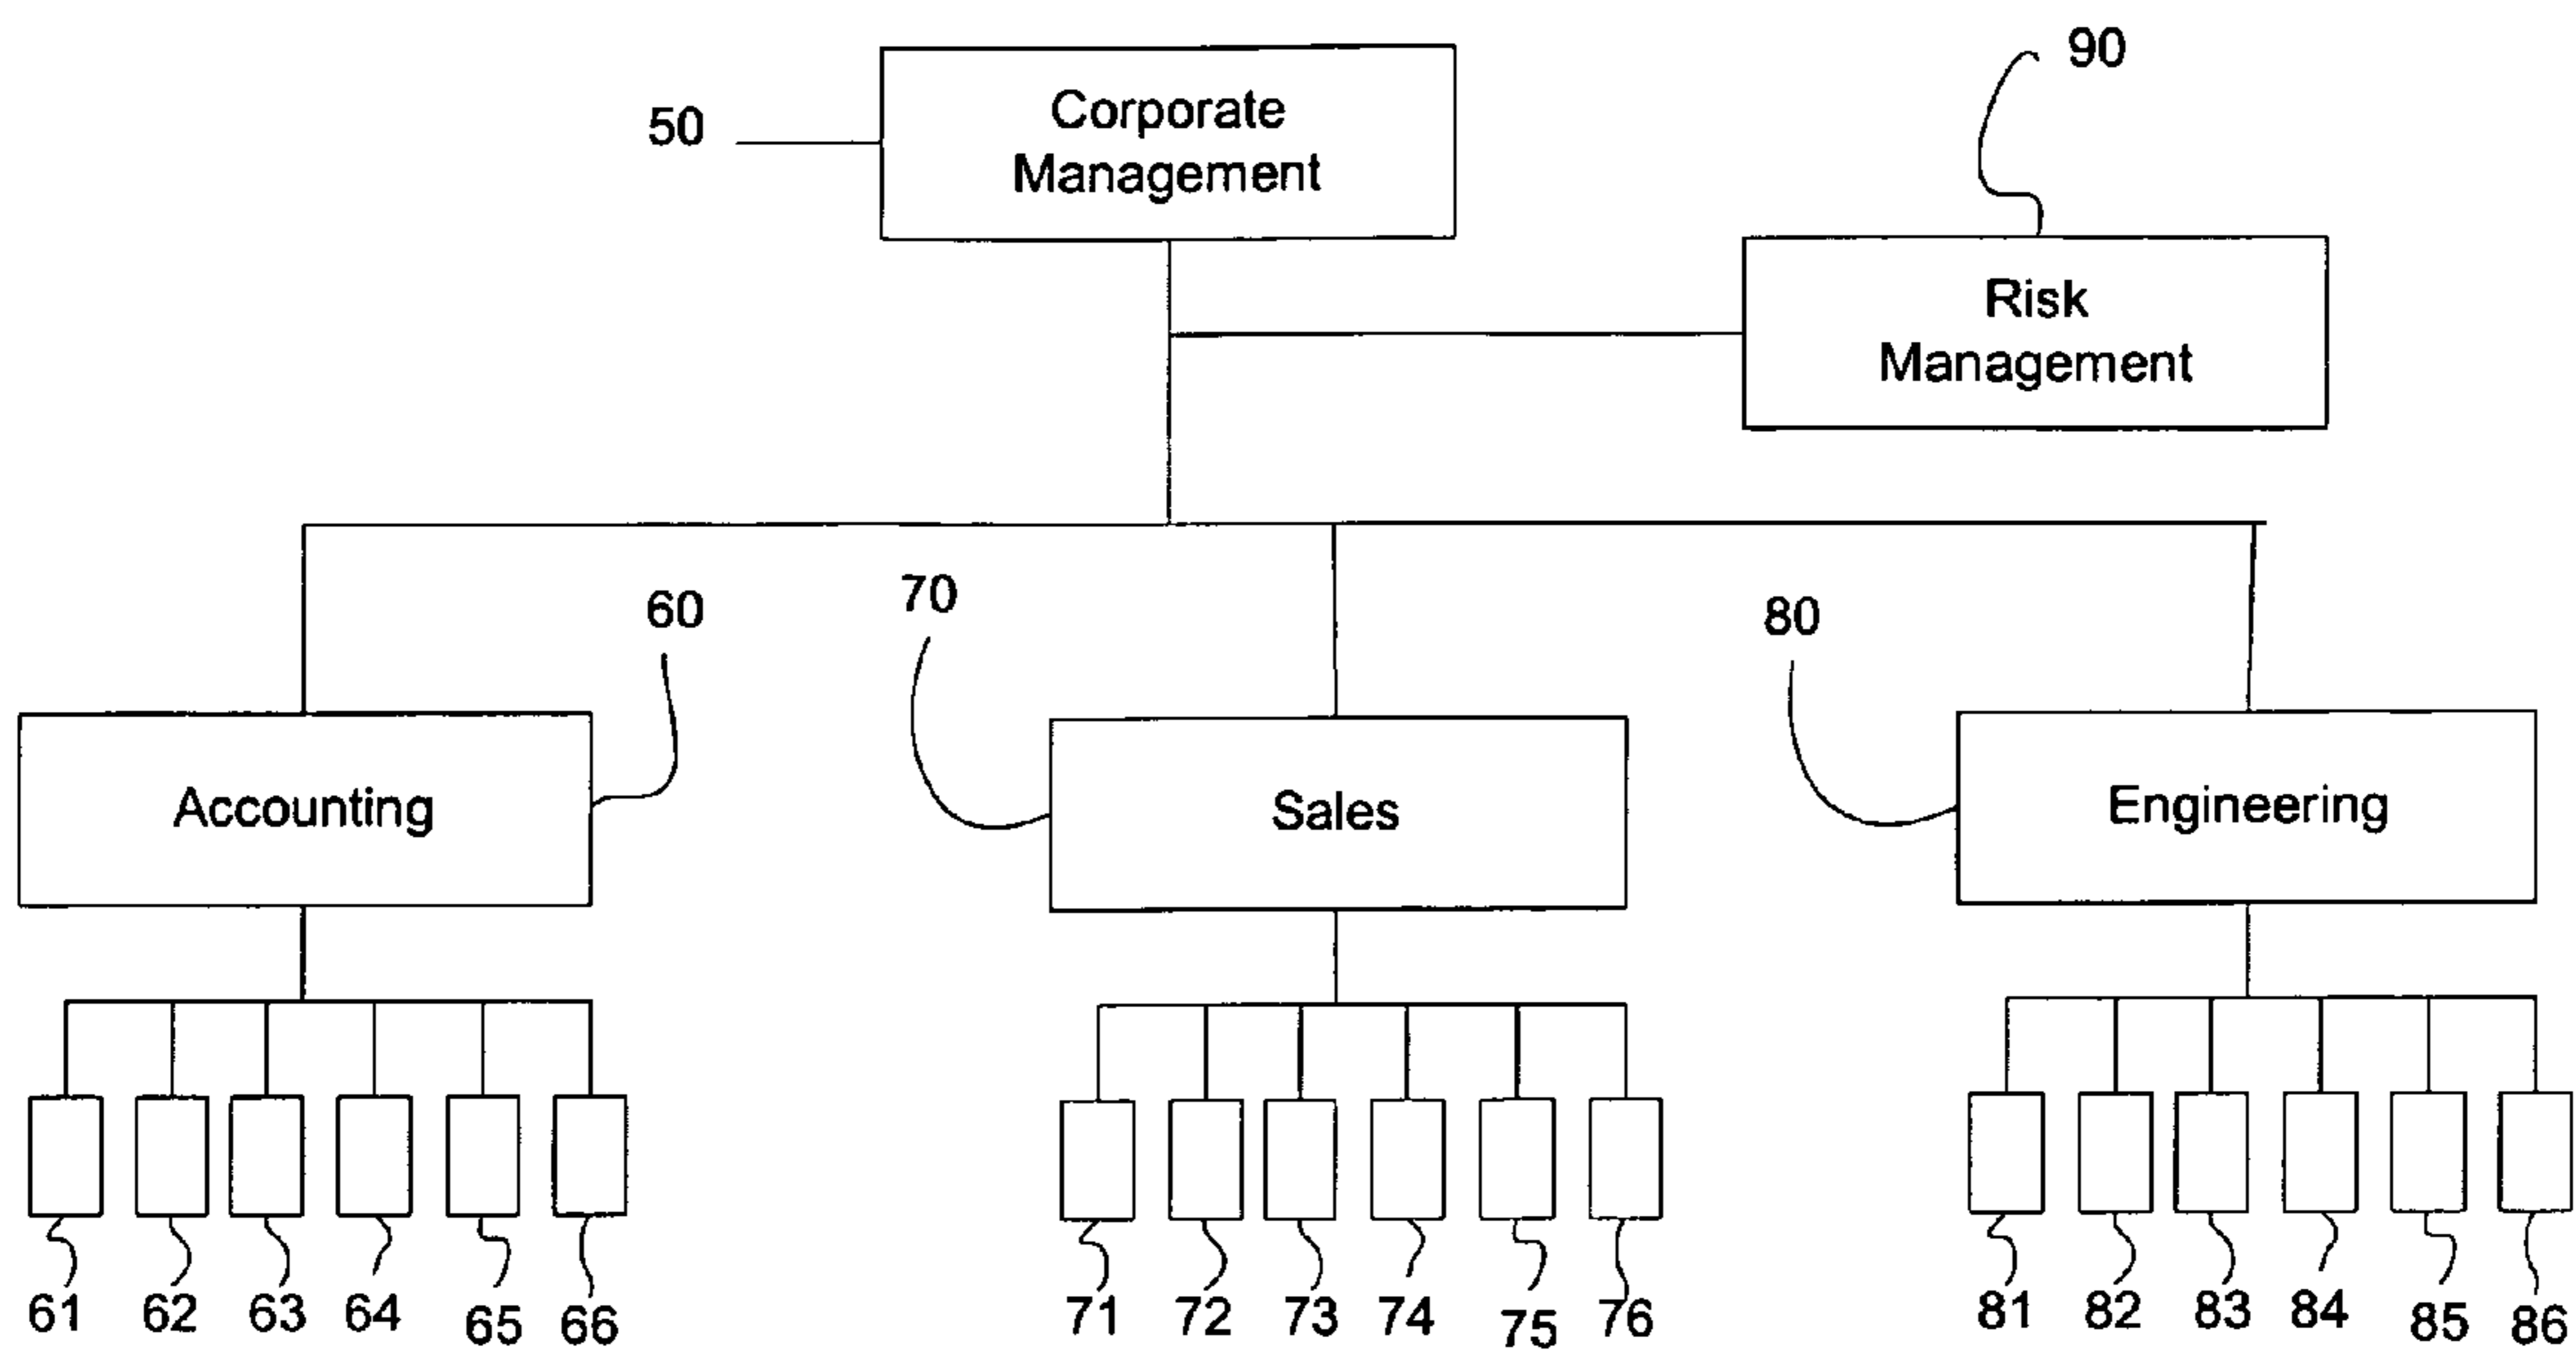 90
50
Corporate
Management
Risk
Management
60
70
80
Accounting
Sales
Engineering
61 62 63 64 65 66
71 72 73 74 75 76
81 82 83 84 85 86